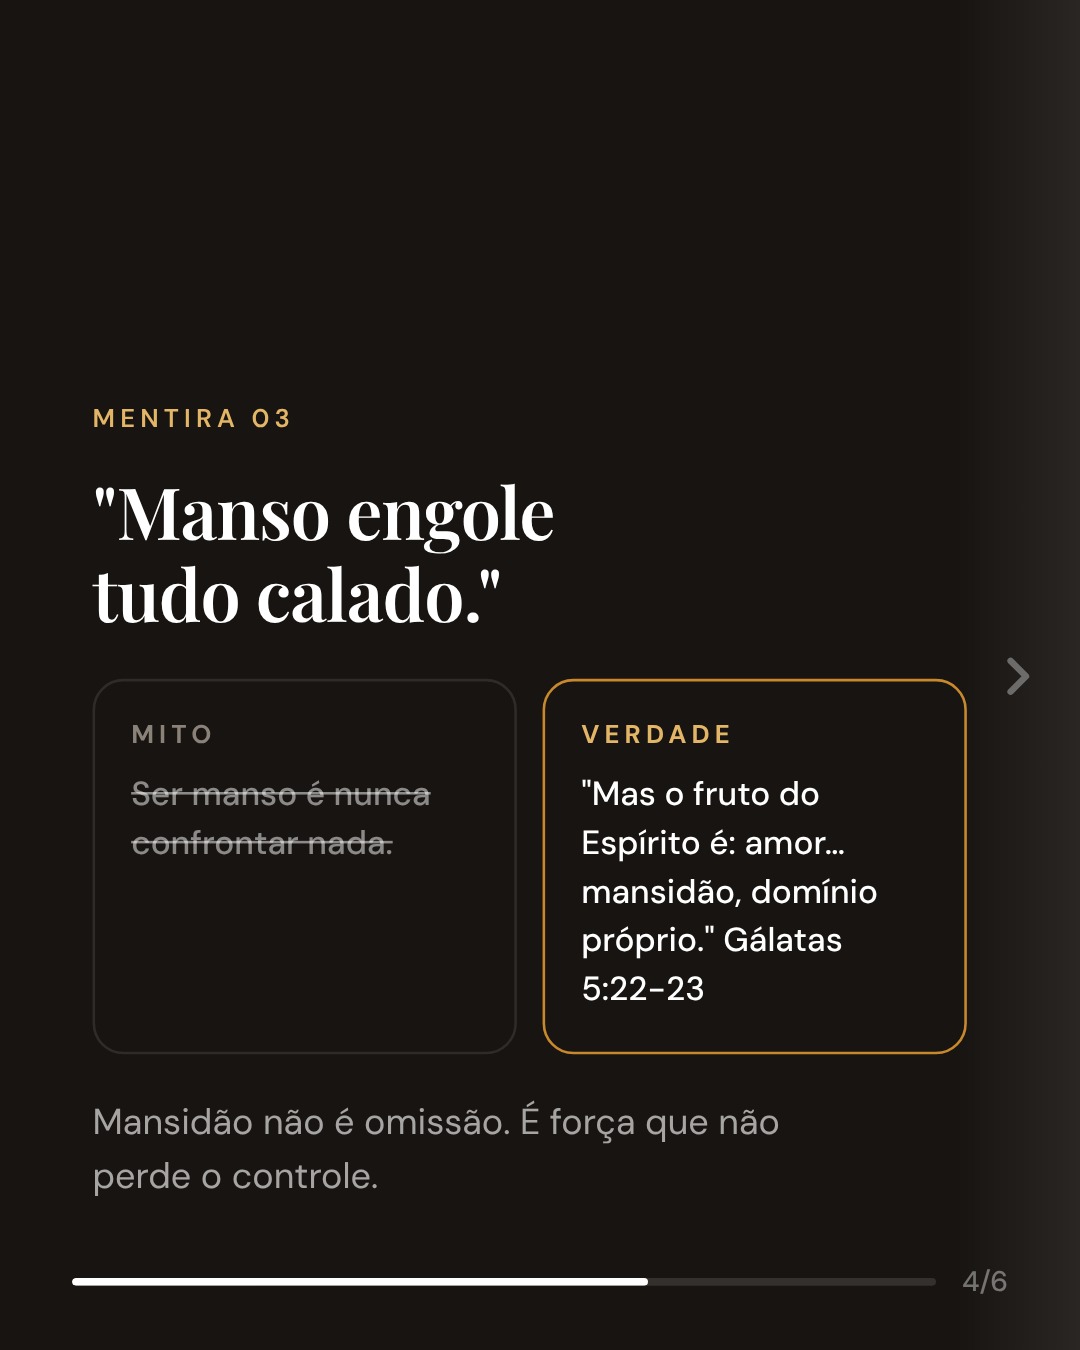 MENTIRA 03
"Manso engole
tudo calado."
MITO
Ser manso é nunca
confrontar nada.
VERDADE
"Mas o fruto do
Espírito é: amor...
mansidão, domínio
próprio." Gálatas
5:22-23
Mansidão não é omissão. É força que não
perde o controle.
4/6